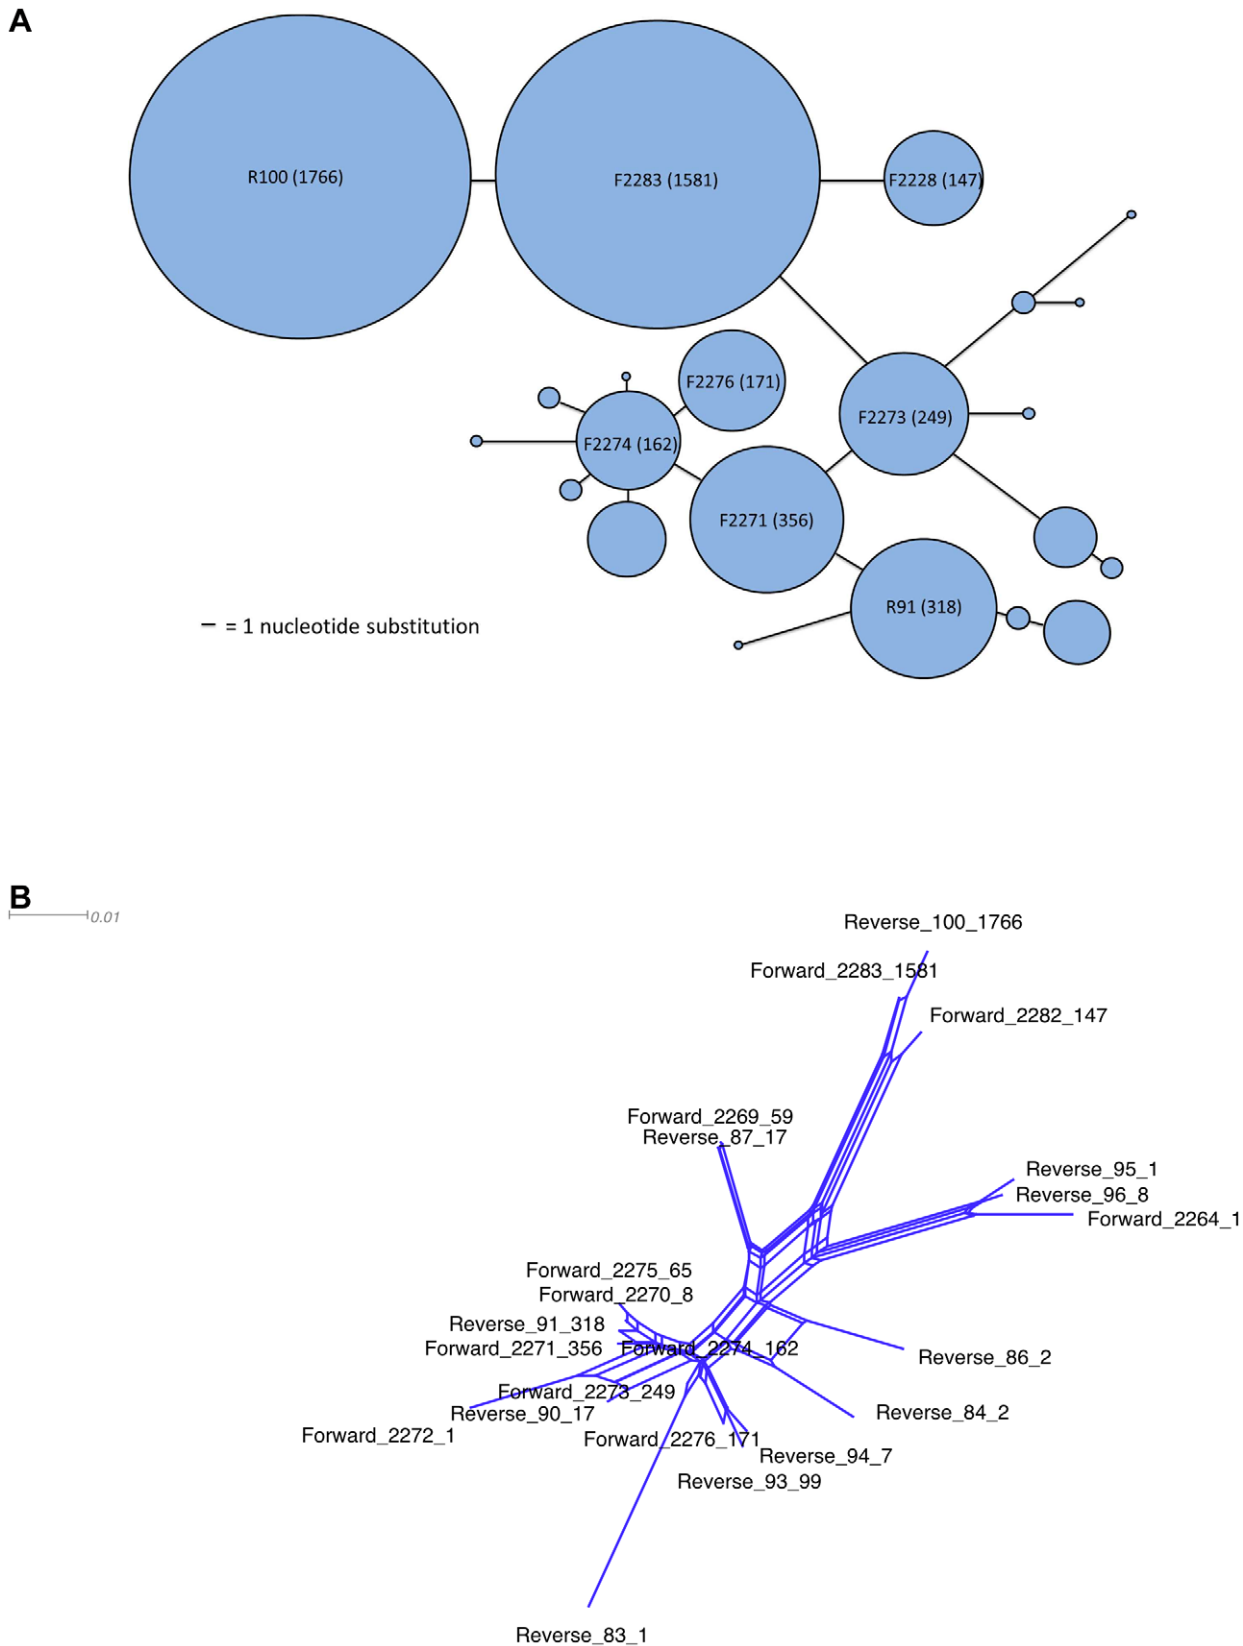 A
R100 (1766)
F2283 (1581)
F2228 (147)
F2276 (171)
F2273 (249)
F2274 (162)
F2271 (356)
R91 (318)
= 1 nucleotide substitution
B
0.01
Reverse_100_1766
Forward_2283_1581
Forward_2282_147
Forward_2269_59
Reverse_87_17
Reverse_95_1
Reverse_96_8
Forward_2264_1
Forward_2275_65
Forward_2270_8
Reverse_91_318
Forward_2271_356 Forward_2274_162
Reverse_86_2
Forward_2273_249
Reverse_90_17
Reverse_84_2
Forward_2272_1
Forward_2276_171
Reverse_94_7
Reverse_93_99
Reverse_83_1